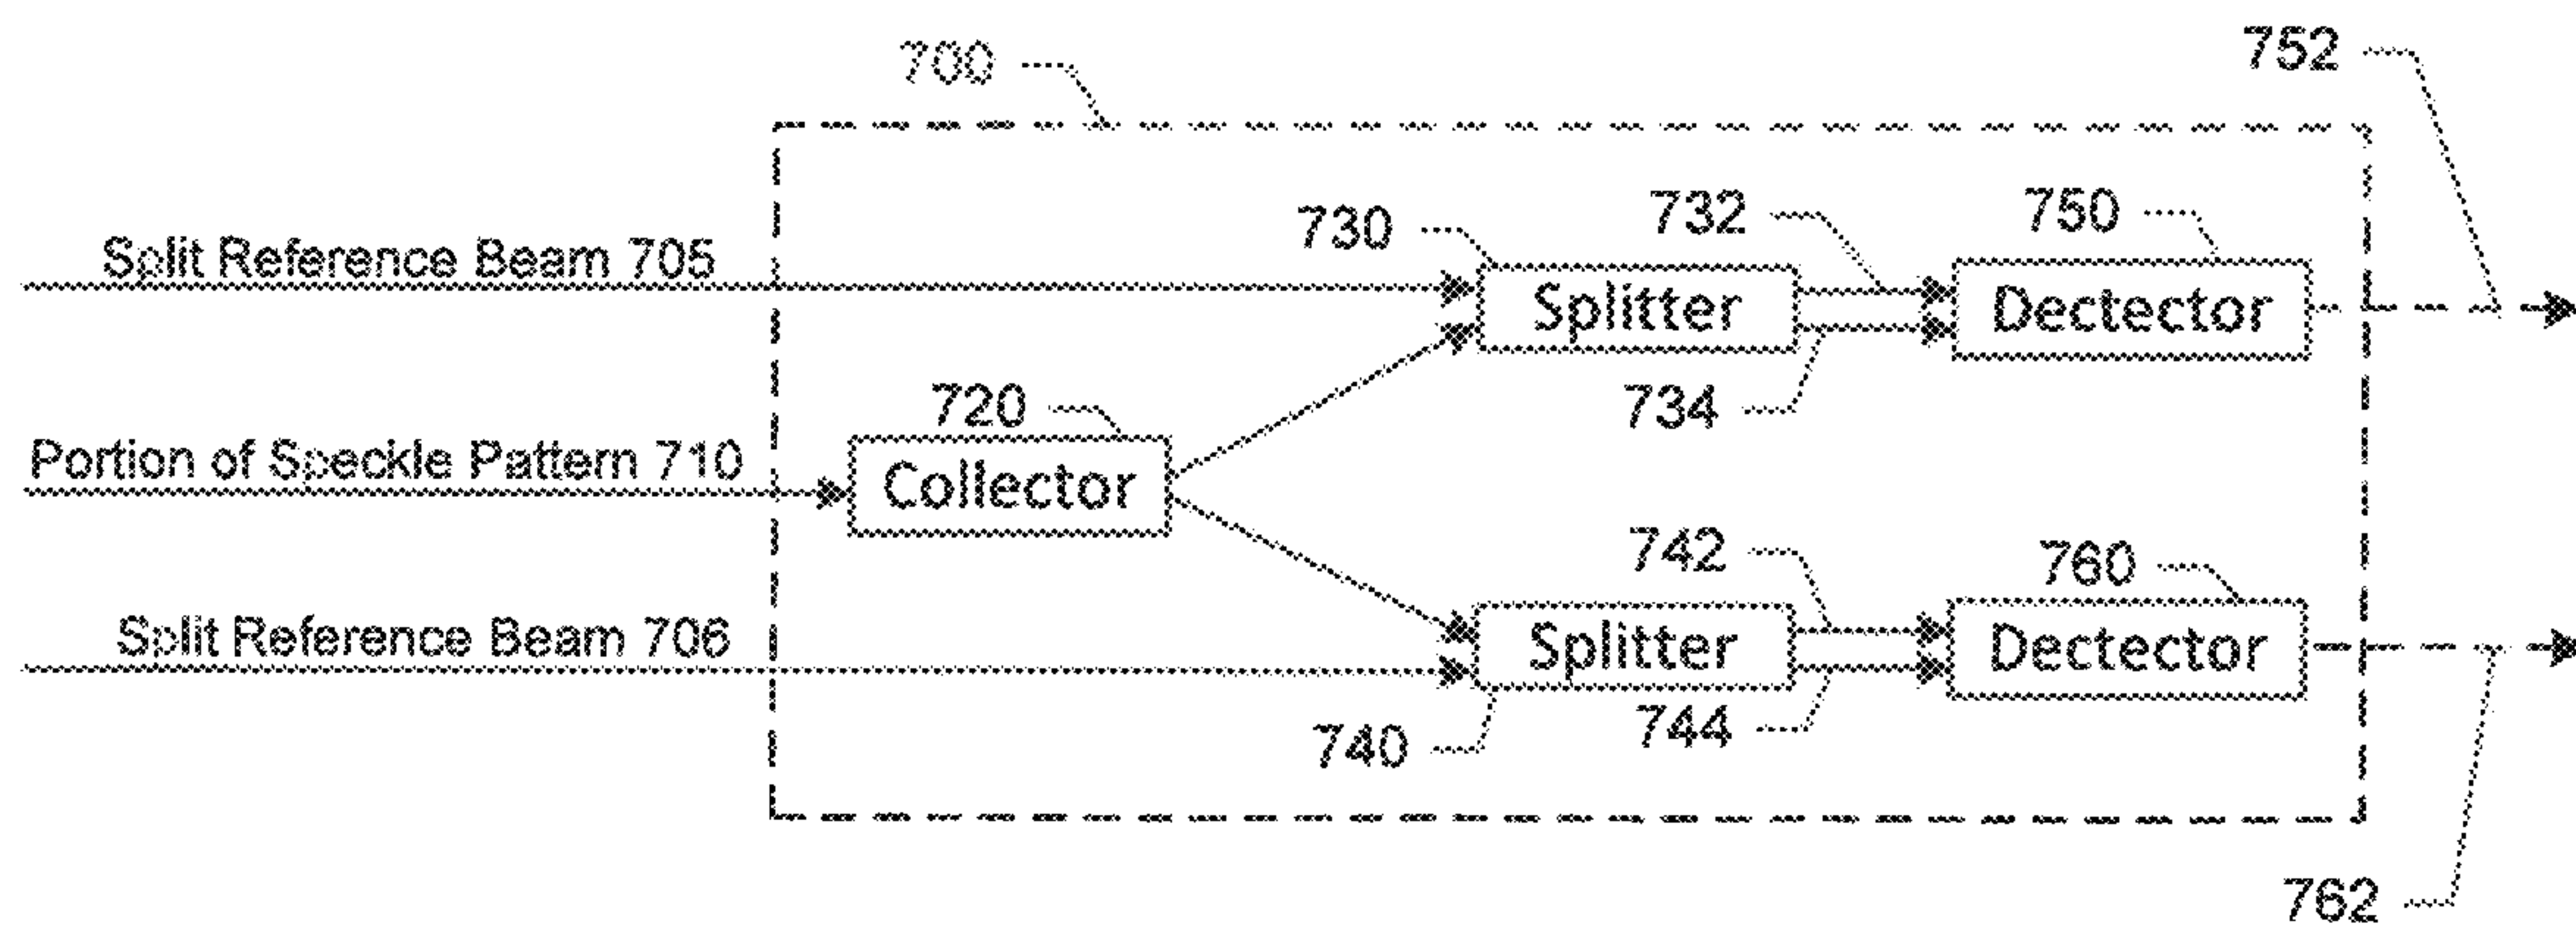 752
700
732
750
730
Split Reference Beam 705
Splitter
Dectector
734
720
Portion of Speckle Pattern 710
Collector
742
760
Split Reference Beam 706
Splitter
Dectector
744
740
762